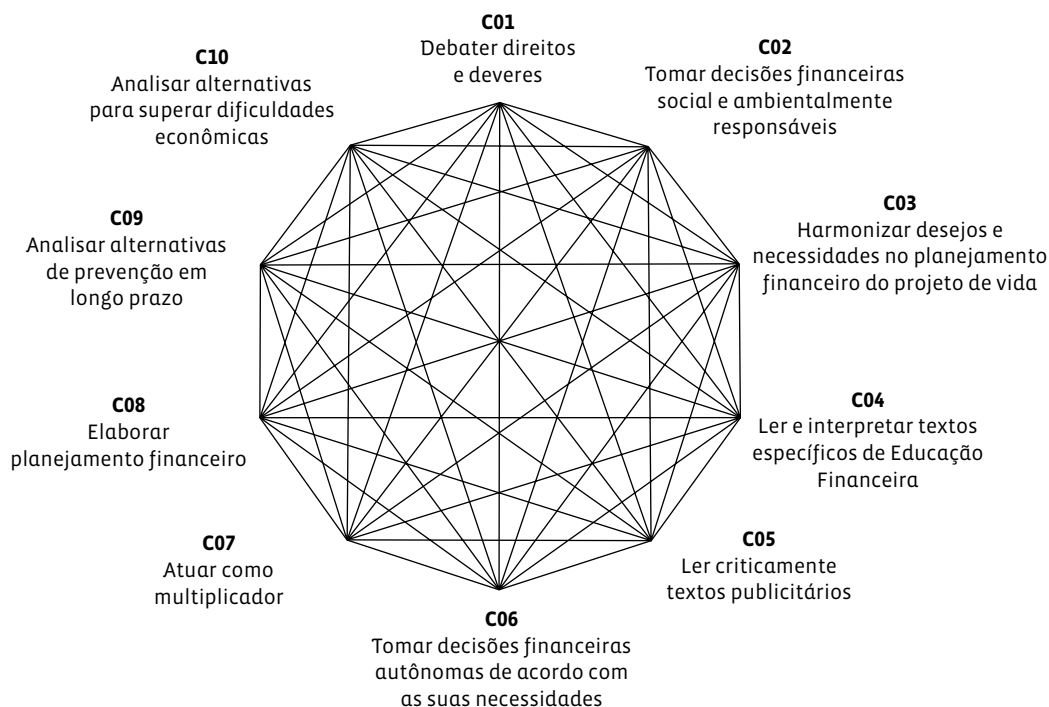 C01
Debater direitos
e deveres
C02
Tomar decisões financeiras
social e ambientalmente
responsáveis
C03
Harmonizar desejos e
necessidades no planejamento
financeiro do projeto de vida
C04
Ler e interpretar textos
específicos de Educação
Financeira
C05
Ler criticamente
textos publicitários
C06
Tomar decisões financeiras
autônomas de acordo com
as suas necessidades
C07
Atuar como
multiplicador
C08
Elaborar
planejamento financeiro
C09
Analisar alternativas
de prevenção em
longo prazo
C10
Analisar alternativas
para superar dificuldades
econômicas